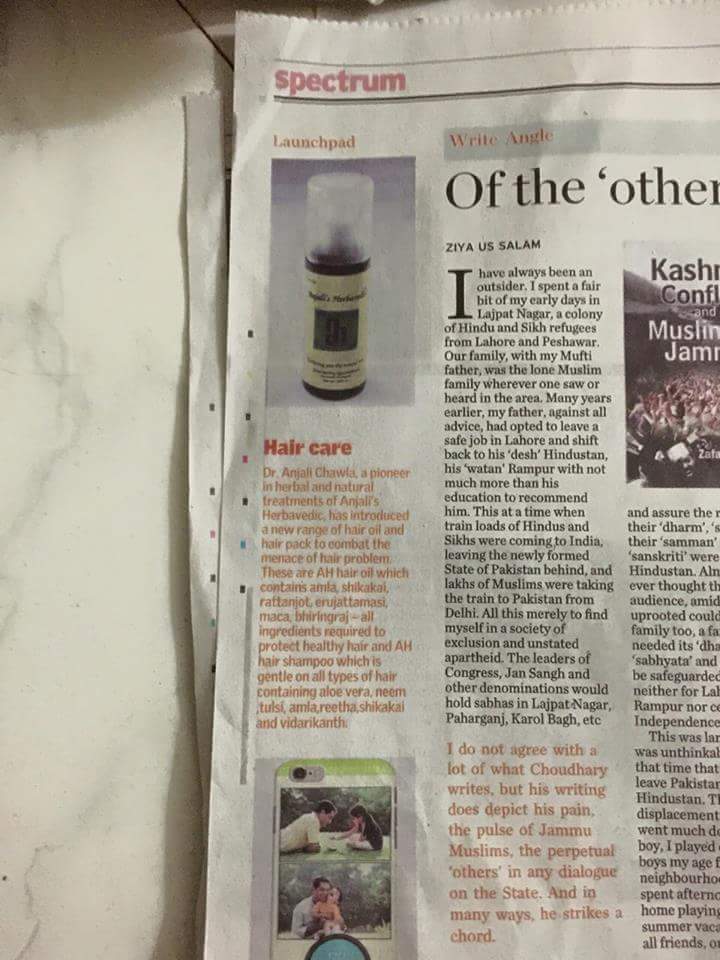 spectrum
Launchpad
Anjali's Herbavedic
Hair care
Dr. Anjali Chawla, a pioneer
in herbal and natural
treatments of Anjali's
Herbavedic, has introduced
a new range of hair oil and
hair pack to combat the
menace of hair problem.
These are AH hair oil which
contains amla, shikakai,
rattanjot, erujattamasi,
maca, bhiringraj – all
ingredients required to
protect healthy hair and AH
hair shampoo which is
gentle on all types of hair
containing aloe vera, neem
,tulsi, amla,reetha,shikakai
and vidarikanth.
Write Angle
Of the ‘other
ZIYA US SALAM
I have always been an
outsider. I spent a fair
bit of my early days in
Lajpat Nagar, a colony
of Hindu and Sikh refugees
from Lahore and Peshawar.
Our family, with my Mufti
father, was the lone Muslim
family wherever one saw or
heard in the area. Many years
earlier, my father, against all
advice, had opted to leave a
safe job in Lahore and shift
back to his ‘desh’ Hindustan,
his ‘watan’ Rampur with not
much more than his
education to recommend
him. This at a time when
train loads of Hindus and
Sikhs were coming to India,
leaving the newly formed
State of Pakistan behind, and
lakhs of Muslims were taking
the train to Pakistan from
Delhi. All this merely to find
myself in a society of
exclusion and unstated
apartheid. The leaders of
Congress, Jan Sangh and
other denominations would
hold sabhas in Lajpat Nagar,
Paharganj, Karol Bagh, etc
I do not agree with a
lot of what Choudhary
writes, but his writing
does depict his pain,
the pulse of Jammu
Muslims, the perpetual
‘others’ in any dialogue
on the State. And in
many ways, he strikes a
chord.
Kashm
Confl
and
Muslim
Jamm
Zafa
and assure the r
their ‘dharm’, ‘s
their ‘samman’
‘sanskriti’ were
Hindustan. Alm
ever thought th
audience, amid
uprooted could
family too, a fa
needed its ‘dha
‘sabhyata’ and
be safeguarded
neither for Lah
Rampur nor ce
Independence
This was lar
was unthinkab
that time that
leave Pakistan
Hindustan. Th
displacement
went much de
boy, I played
boys my age f
neighbourhoo
spent afterno
home playing
summer vaca
all friends, or